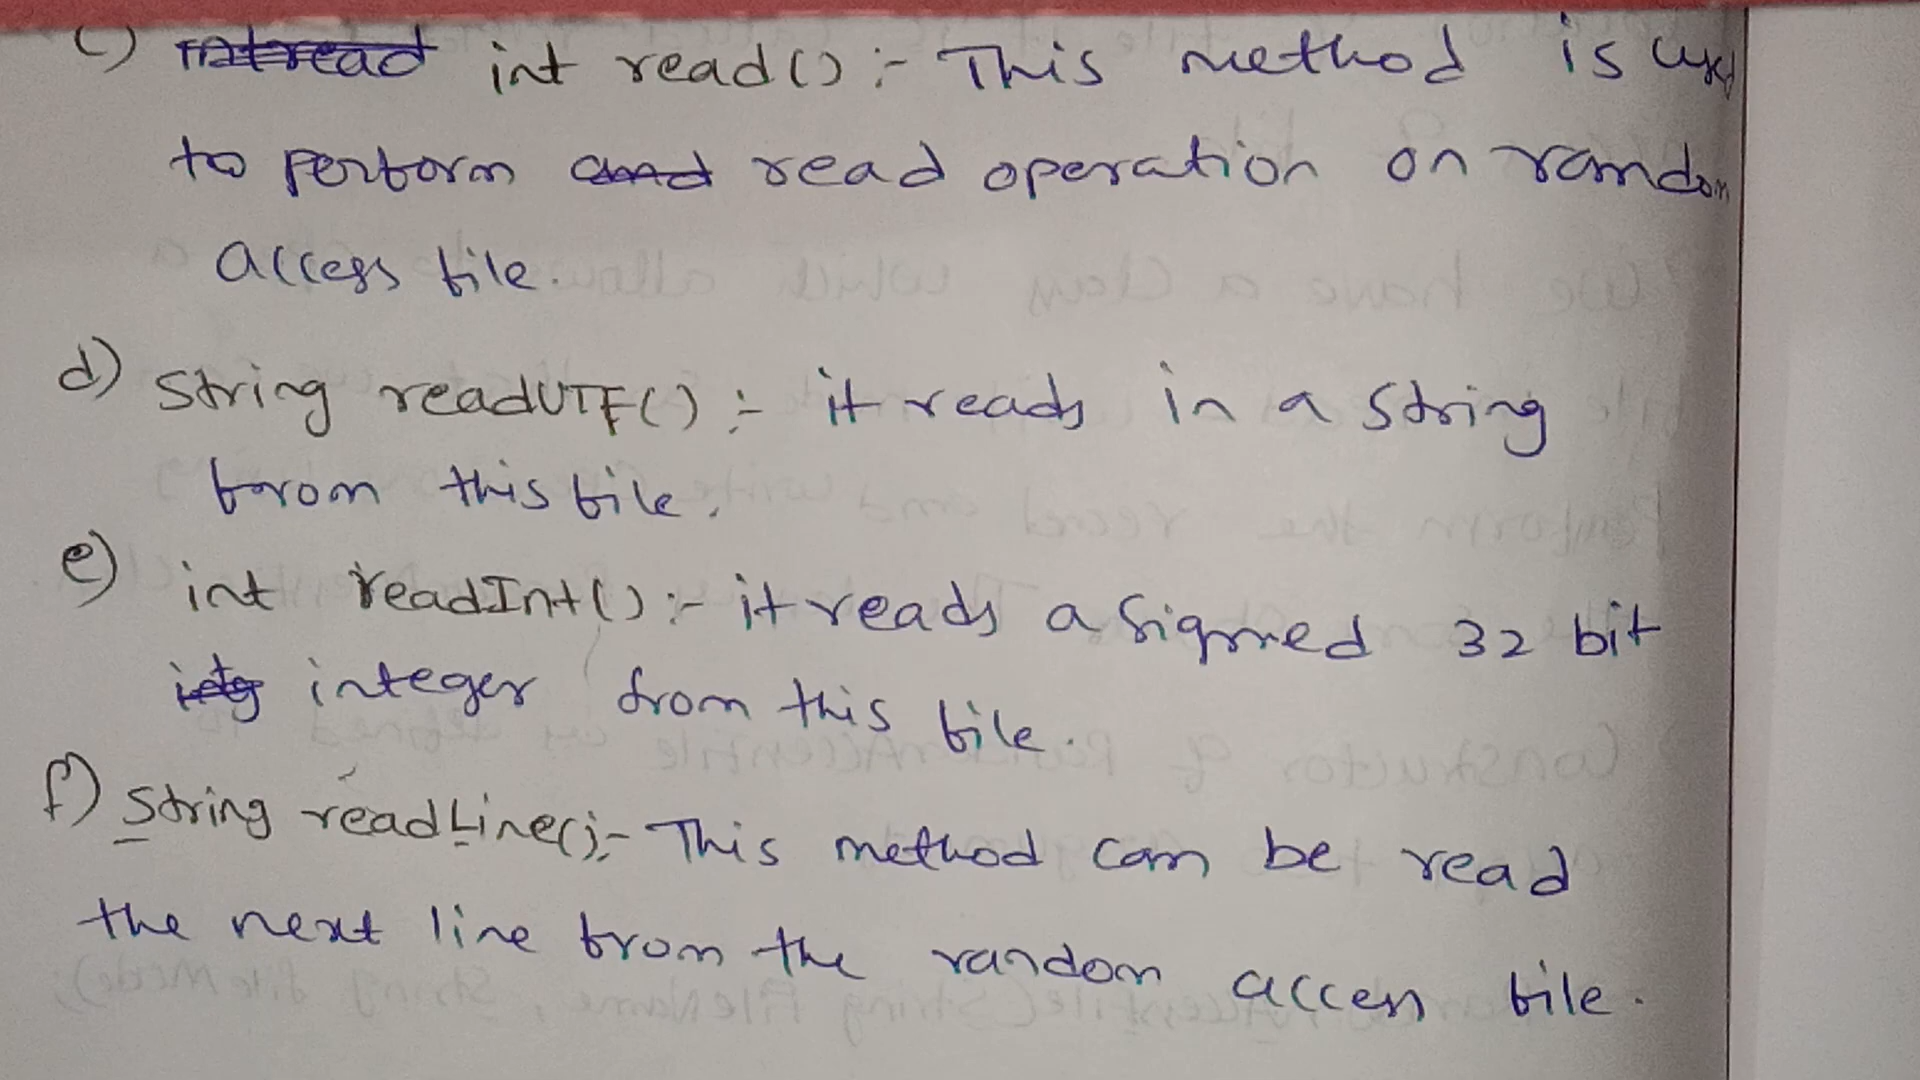 c) int read() :- This method is used
to perform read operation on random
access file.
d) String readUTF() :- it reads in a string
from this file.
e) int readInt() :- it reads a signed 32 bit
integer from this file.
f) String readLine() :- This method can be read
the next line from the random access file.